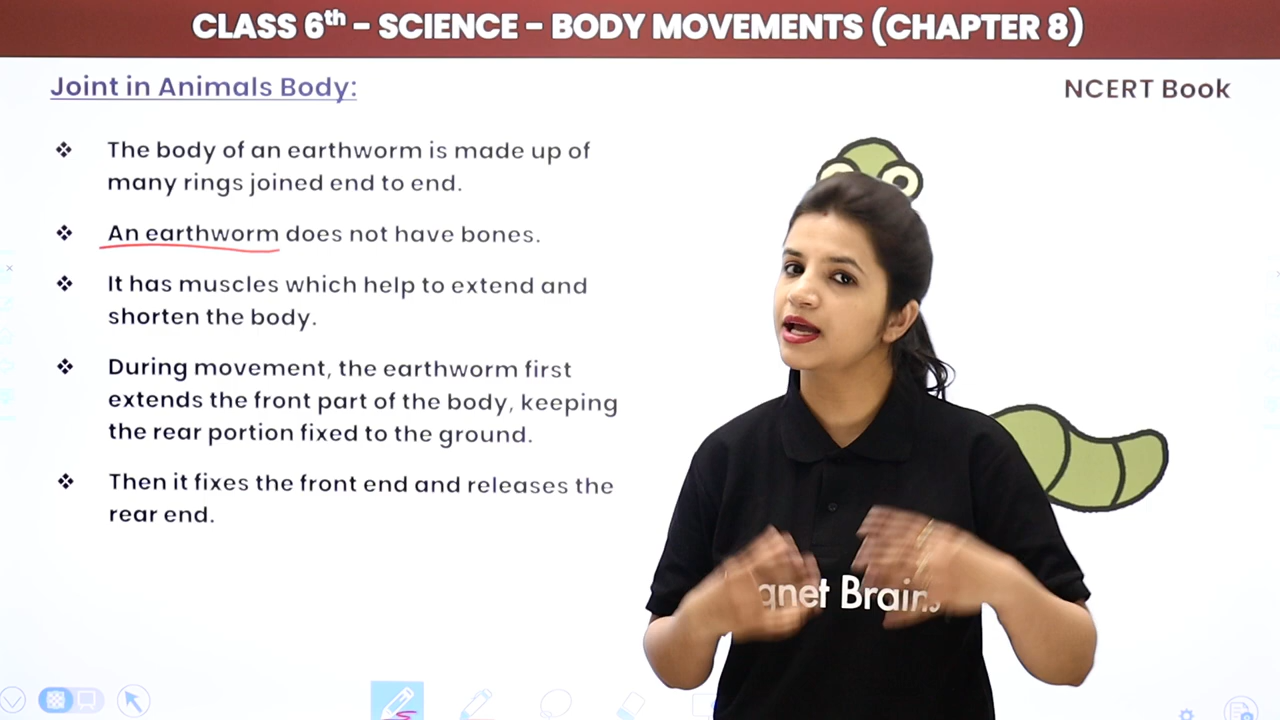 CLASS 6th - SCIENCE - BODY MOVEMENTS (CHAPTER 8)
Joint in Animals Body:
NCERT Book
❖ The body of an earthworm is made up of
many rings joined end to end.
❖ An earthworm does not have bones.
❖ It has muscles which help to extend and
shorten the body.
❖ During movement, the earthworm first
extends the front part of the body, keeping
the rear portion fixed to the ground.
❖ Then it fixes the front end and releases the
rear end.
gnet Brains